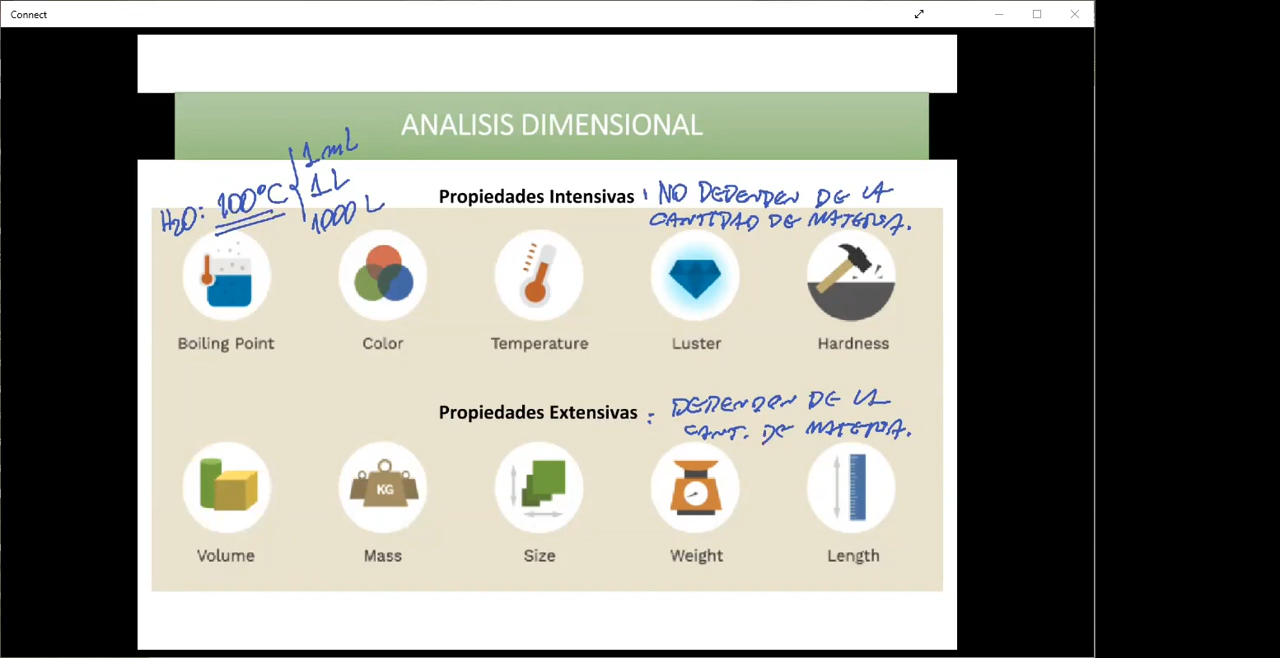 Connect
ANALISIS DIMENSIONAL
H2O: 100°C { 1 mL
1 L
1000 L
Propiedades Intensivas : NO DEPENDEN DE LA
CANTIDAD DE MATERIA.
Boiling Point Color Temperature Luster Hardness
Propiedades Extensivas : DEPENDEN DE LA
CANT. DE MATERIA.
KG
Volume Mass Size Weight Length